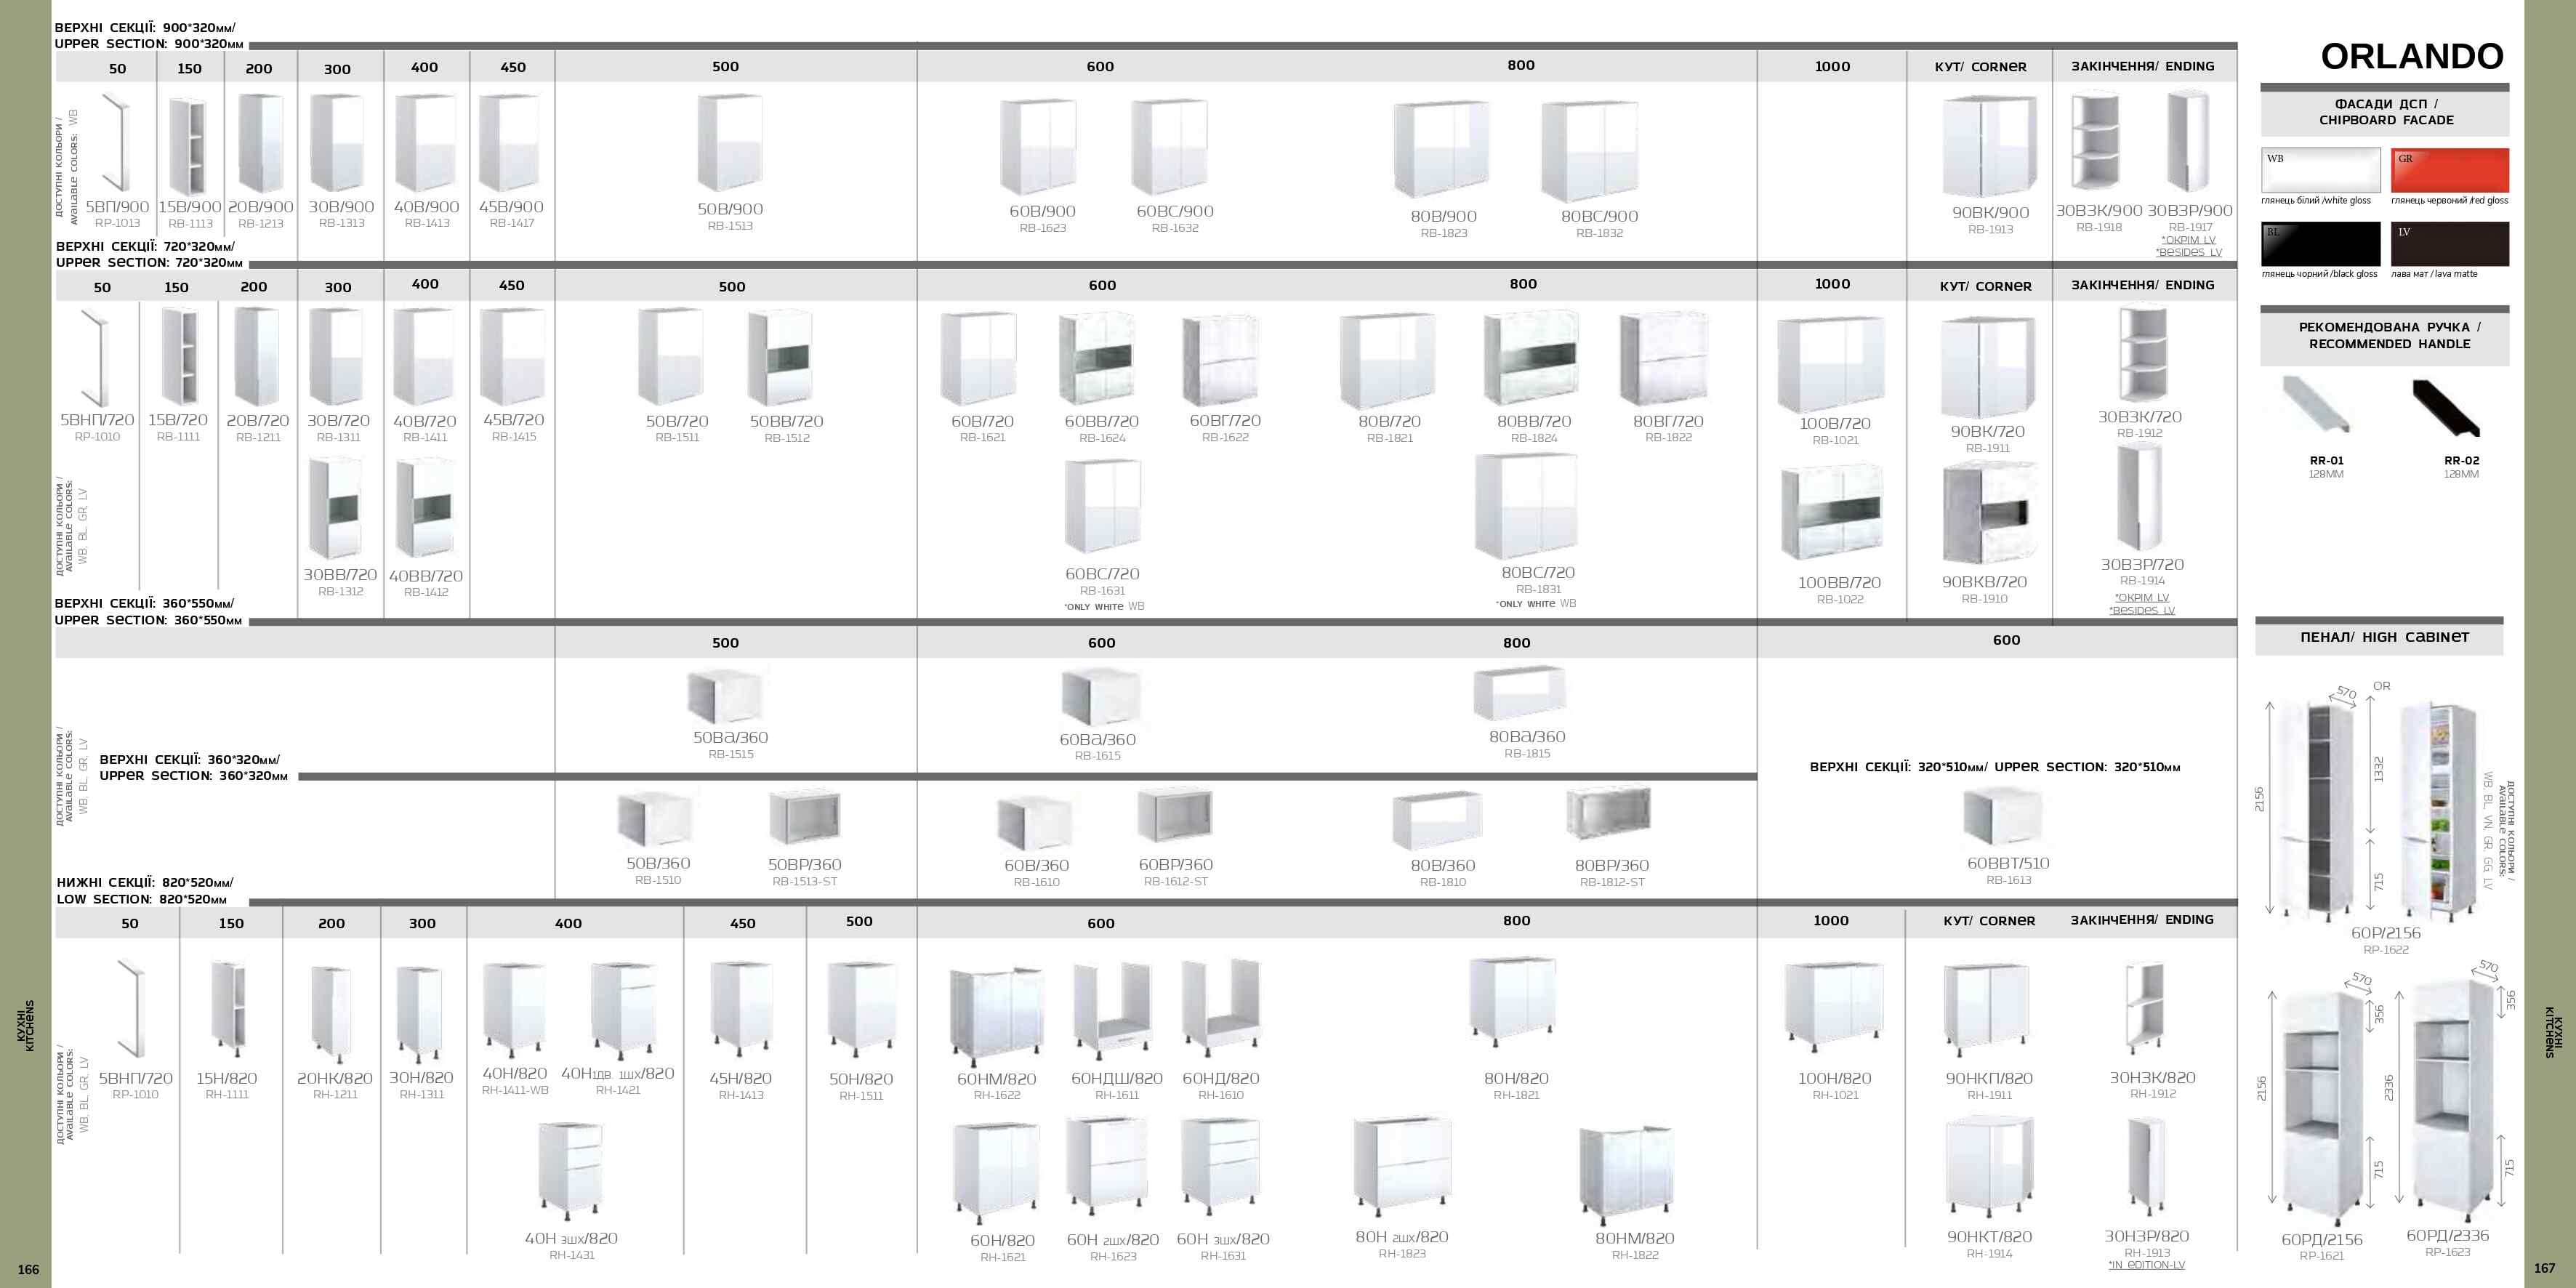 ВЕРХНІ СЕКЦІЇ: 900*320мм/
UPPER SECTION: 900*320мм
50 150 200 300 400 450 500 600 800 1000 КУТ/ CORNER ЗАКІНЧЕННЯ/ ENDING
ДОСТУПНІ КОЛЬОРИ /
AVAILABLE COLORS: WB
5ВП/900 15В/900 20В/900 30В/900 40В/900 45В/900 50В/900 60В/900 60ВС/900 80В/900 80ВС/900 90ВК/900 30ВЗК/900 30ВЗР/900
RP-1013 RB-1113 RB-1213 RB-1313 RB-1413 RB-1417 RB-1513 RB-1623 RB-1632 RB-1823 RB-1832 RB-1913 RB-1918 RB-1917
*ОКРІМ LV
*BESIDES LV
ВЕРХНІ СЕКЦІЇ: 720*320мм/
UPPER SECTION: 720*320мм
50 150 200 300 400 450 500 600 800 1000 КУТ/ CORNER ЗАКІНЧЕННЯ/ ENDING
5ВНП/720 15В/720 20В/720 30В/720 40В/720 45В/720 50В/720 50ВВ/720 60В/720 60ВВ/720 60ВГ/720 80В/720 80ВВ/720 80ВГ/720 100В/720 90ВК/720 30ВЗК/720
RP-1010 RB-1111 RB-1211 RB-1311 RB-1411 RB-1415 RB-1511 RB-1512 RB-1621 RB-1624 RB-1622 RB-1821 RB-1824 RB-1822 RB-1021 RB-1911 RB-1912
ДОСТУПНІ КОЛЬОРИ /
AVAILABLE COLORS:
WB, BL, GR, LV
30ВВ/720 40ВВ/720 60ВС/720 80ВС/720 100ВВ/720 90ВКВ/720 30ВЗР/720
RB-1312 RB-1412 RB-1631 RB-1831 RB-1022 RB-1910 RB-1914
*ONLY WHITE WB *ONLY WHITE WB *ОКРІМ LV
*BESIDES LV
ВЕРХНІ СЕКЦІЇ: 360*550мм/
UPPER SECTION: 360*550мм
500 600 800 600
50Ва/360 60Ва/360 80Ва/360
RB-1515 RB-1615 RB-1815
ДОСТУПНІ КОЛЬОРИ /
AVAILABLE COLORS:
WB, BL, GR, LV
ВЕРХНІ СЕКЦІЇ: 360*320мм/
UPPER SECTION: 360*320мм
ВЕРХНІ СЕКЦІЇ: 320*510мм/ UPPER SECTION: 320*510мм
50В/360 50ВР/360 60В/360 60ВР/360 80В/360 80ВР/360 60ВВТ/510
RB-1510 RB-1513-ST RB-1610 RB-1612-ST RB-1810 RB-1812-ST RB-1613
НИЖНІ СЕКЦІЇ: 820*520мм/
LOW SECTION: 820*520мм
50 150 200 300 400 450 500 600 800 1000 КУТ/ CORNER ЗАКІНЧЕННЯ/ ENDING
ДОСТУПНІ КОЛЬОРИ /
AVAILABLE COLORS:
WB, BL, GR, LV
5ВНП/720 15Н/820 20НК/820 30Н/820 40Н/820 40Н1ДВ. 1ШХ/820 45Н/820 50Н/820 60НМ/820 60НДШ/820 60НД/820 80Н/820 100Н/820 90НКП/820 30НЗК/820
RP-1010 RH-1111 RH-1211 RH-1311 RH-1411-WB RH-1421 RH-1413 RH-1511 RH-1622 RH-1611 RH-1610 RH-1821 RH-1021 RH-1911 RH-1912
40Н 3ШХ/820 60Н/820 60Н 2ШХ/820 60Н 3ШХ/820 80Н 2ШХ/820 80НМ/820 90НКТ/820 30НЗР/820
RH-1431 RH-1621 RH-1623 RH-1631 RH-1823 RH-1822 RH-1914 RH-1913
*IN EDITION-LV
КУХНІ
KITCHENS
166
ORLANDO
ФАСАДИ ДСП /
CHIPBOARD FACADE
WB GR
глянець білий /white gloss глянець червоний /red gloss
BL LV
глянець чорний /black gloss лава мат / lava matte
РЕКОМЕНДОВАНА РУЧКА /
RECOMMENDED HANDLE
RR-01 RR-02
128ММ 128ММ
ПЕНАЛ/ HIGH CABINET
570 OR
2156 1332 715
ДОСТУПНІ КОЛЬОРИ /
AVAILABLE COLORS:
WB, BL, VN, GR, GG, LV
60Р/2156
RP-1622
570 570
2156 356 715 2336 356 715
60РД/2156 60РД/2336
RP-1621 RP-1623
КУХНІ
KITCHENS
167